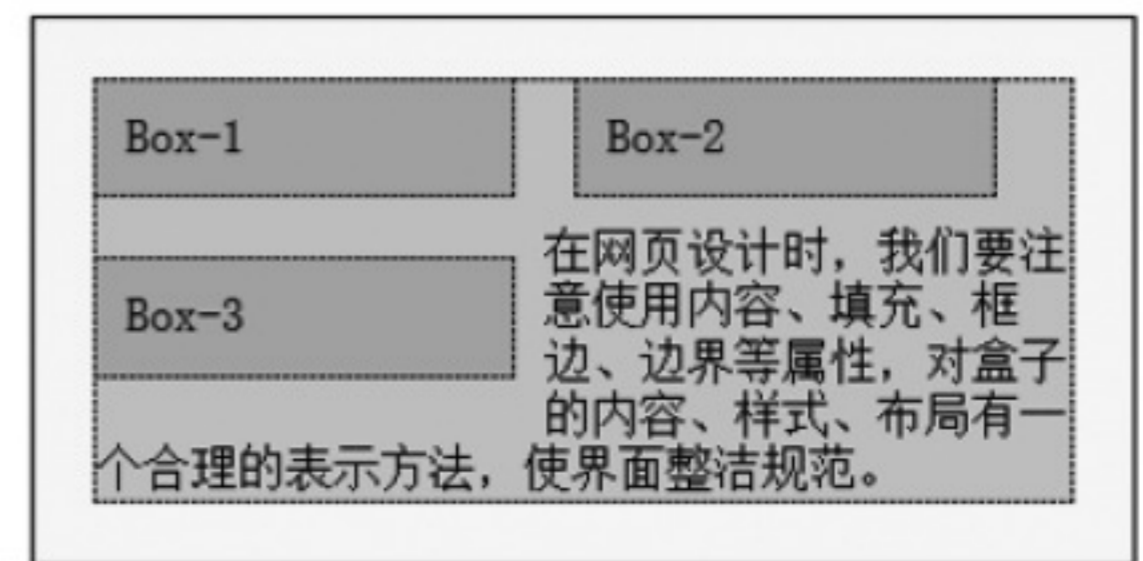 Box-1
Box-2
在网页设计时，我们要注
意使用内容、填充、框
Box-3
边、边界等属性，对盒子
的内容、样式、布局有一
个合理的表示方法，使界面整洁规范。